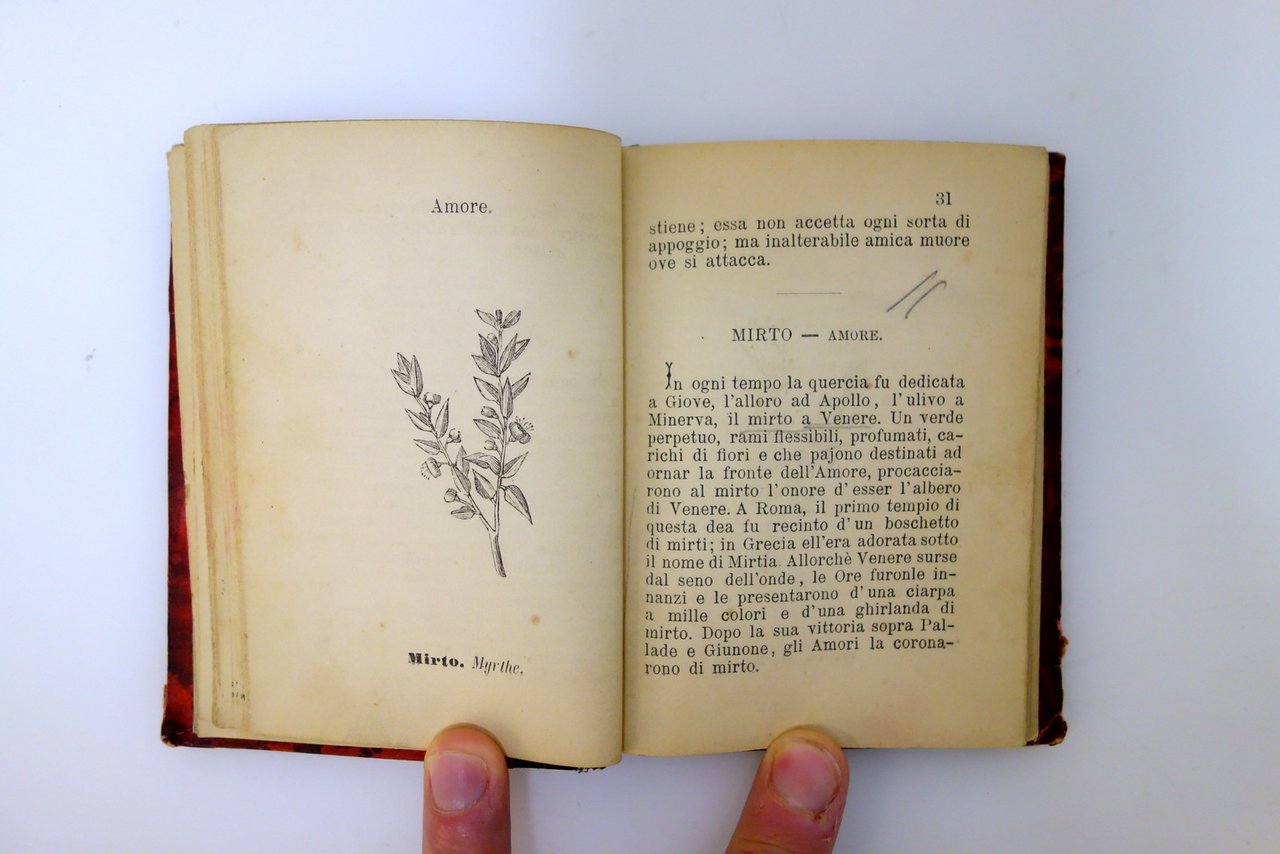 Amore.
Mirto. Myrthe.
31
stiene; essa non accetta ogni sorta di
appoggio; ma inalterabile amica muore
ove si attacca.
MIRTO — AMORE.
In ogni tempo la quercia fu dedicata
a Giove, l'alloro ad Apollo, l'ulivo a
Minerva, il mirto a Venere. Un verde
perpetuo, rami flessibili, profumati, ca-
richi di fiori e che pajono destinati ad
ornar la fronte dell'Amore, procaccia-
rono al mirto l'onore d'esser l'albero
di Venere. A Roma, il primo tempio di
questa dea fu recinto d'un boschetto
di mirti; in Grecia ell'era adorata sotto
il nome di Mirtia. Allorchè Venere surse
dal seno dell'onde, le Ore furonle in-
nanzi e le presentarono d'una ciarpa
a mille colori e d'una ghirlanda di
mirto. Dopo la sua vittoria sopra Pal-
lade e Giunone, gli Amori la corona-
rono di mirto.